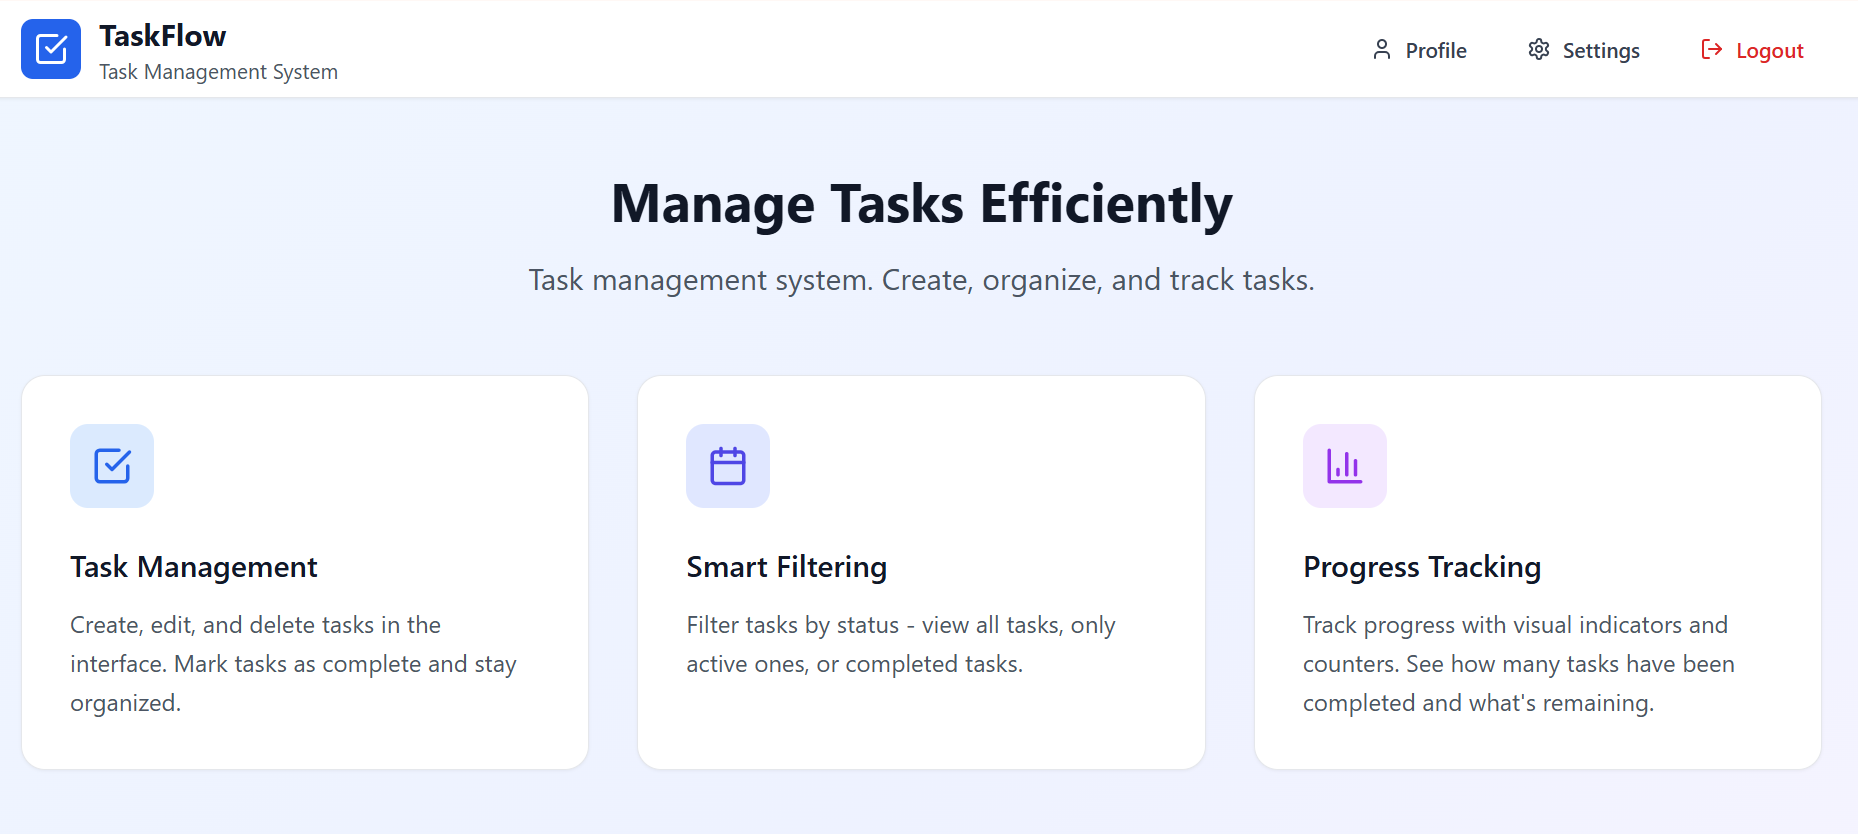 TaskFlow
Task Management System
Profile
Settings
Logout
Manage Tasks Efficiently
Task management system. Create, organize, and track tasks.
Task Management
Create, edit, and delete tasks in the
interface. Mark tasks as complete and stay
organized.
Smart Filtering
Filter tasks by status - view all tasks, only
active ones, or completed tasks.
Progress Tracking
Track progress with visual indicators and
counters. See how many tasks have been
completed and what's remaining.